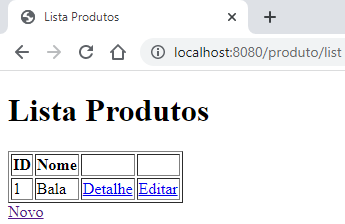 Lista Produtos
localhost:8080/produto/list
Lista Produtos
ID Nome
1 Bala Detalhe Editar
Novo